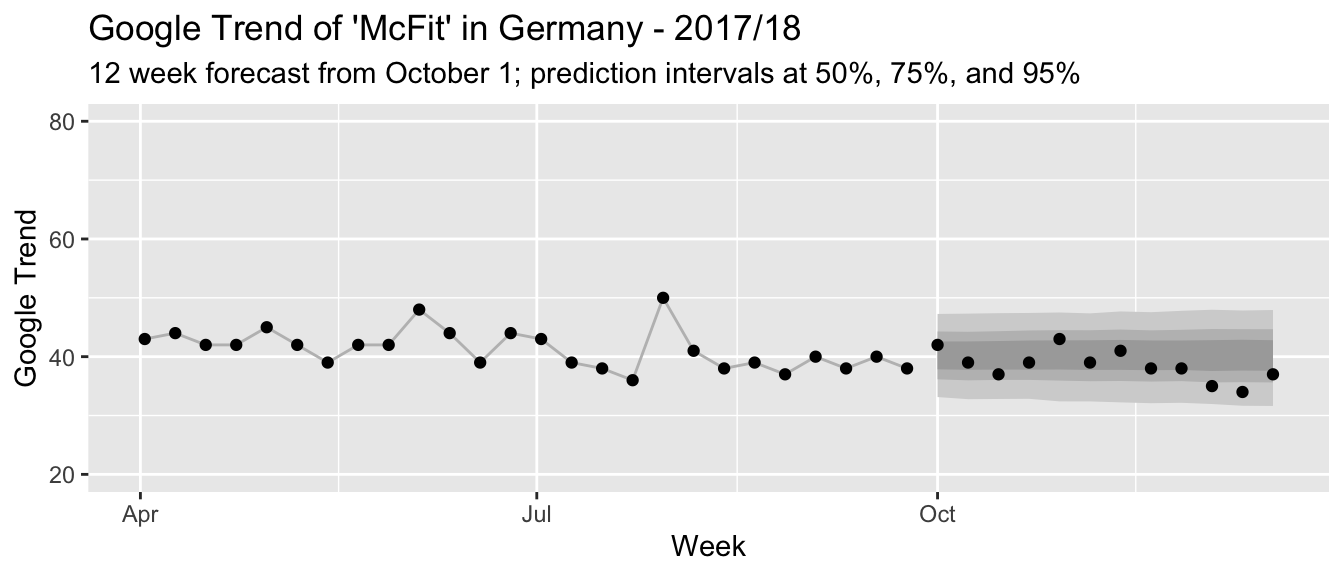 Google Trend of 'McFit' in Germany - 2017/18
12 week forecast from October 1; prediction intervals at 50%, 75%, and 95%
Google Trend
80
60
40
20
Apr
Jul
Oct
Week